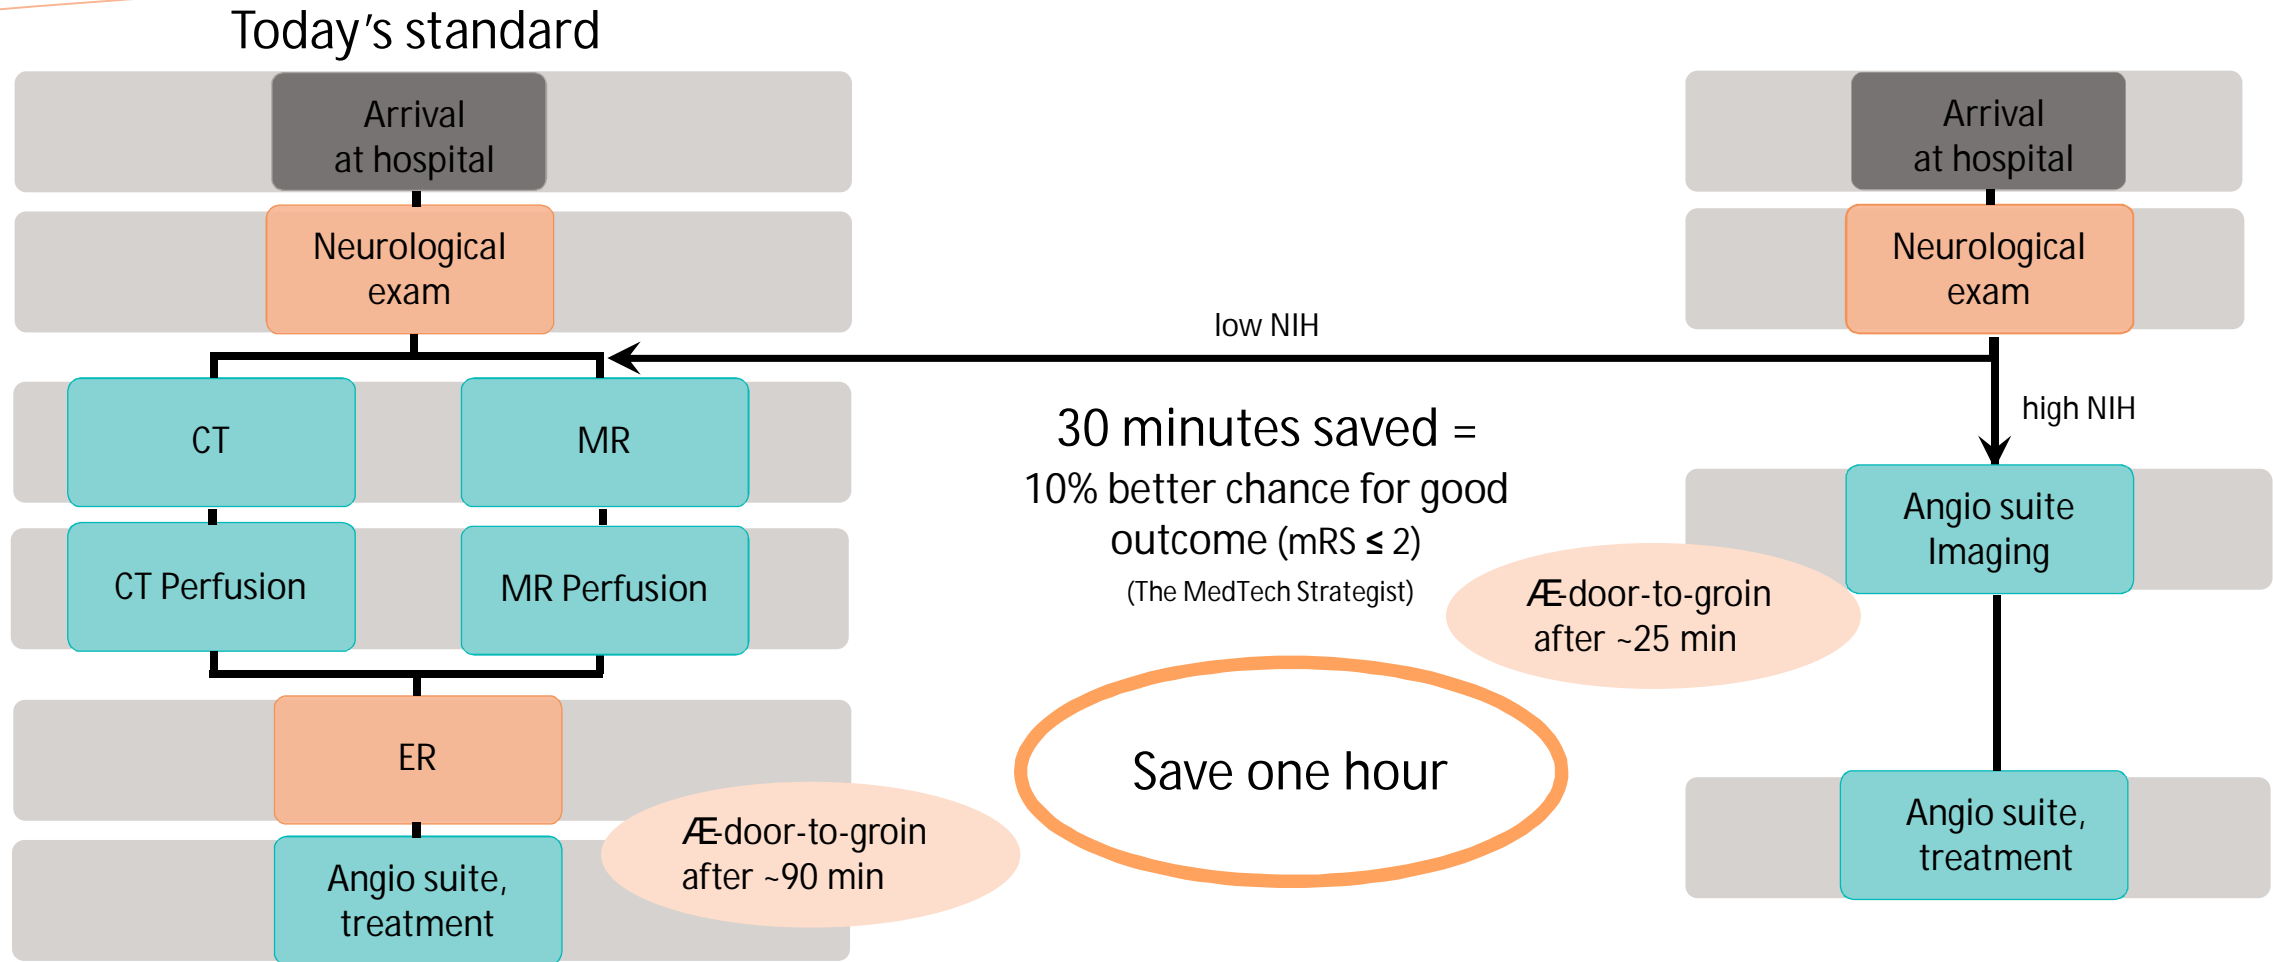 Today's standard
Arrival
at hospital
Neurological
exam
CT
MR
CT Perfusion
MR Perfusion
ER
Angio suite,
treatment
Æ-door-to-groin
after ~90 min
low NIH
30 minutes saved =
10% better chance for good
outcome (mRS ≤ 2)
(The MedTech Strategist)
Save one hour
Arrival
at hospital
Neurological
exam
high NIH
Angio suite
Imaging
Æ-door-to-groin
after ~25 min
Angio suite,
treatment